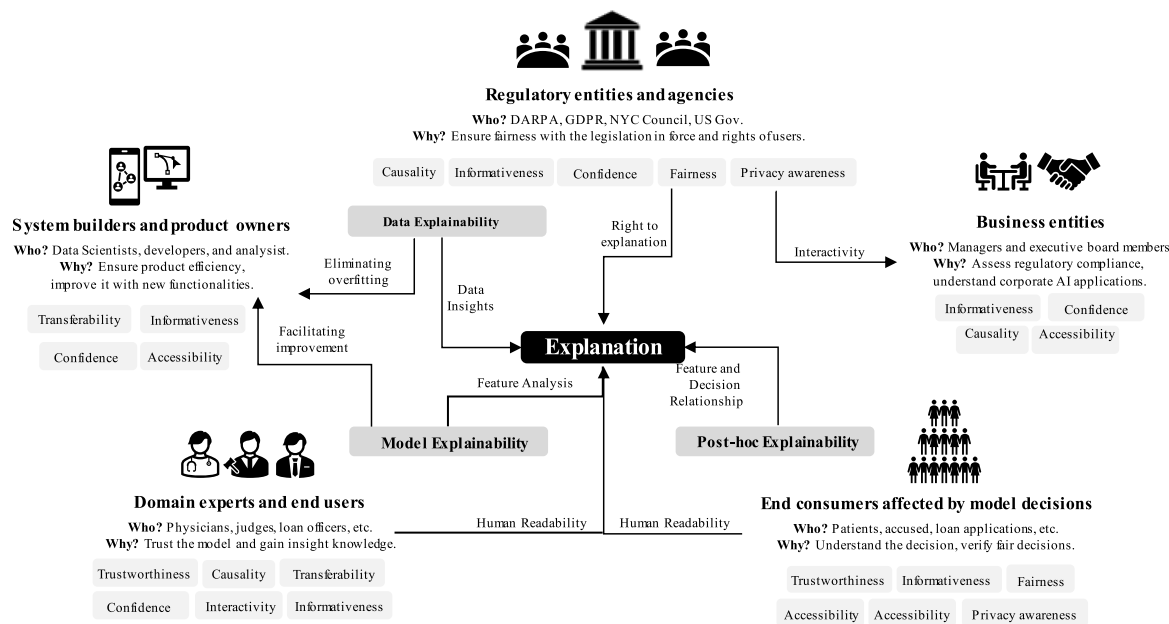 Regulatory entities and agencies
Who? DARPA, GDPR, NYC Council, US Gov.
Why? Ensure fairness with the legislation in force and rights of users.
Causality
Informativeness
Confidence
Fairness
Privacy awareness
System builders and product owners
Who? Data Scientists, developers, and analyst.
Why? Ensure product efficiency,
improve it with new functionalities.
Transferability
Informativeness
Confidence
Accessibility
Data Explainability
Eliminating
overfitting
Data
Insights
Right to
explanation
Interactivity
Business entities
Who? Managers and executive board members
Why? Assess regulatory compliance,
understand corporate AI applications.
Informativeness
Confidence
Causality
Accessibility
Facilitating
improvement
Explanation
Feature Analysis
Feature and
Decision
Relationship
Model Explainability
Post-hoc Explainability
Domain experts and end users
Who? Physicians, judges, loan officers, etc.
Why? Trust the model and gain insight knowledge.
Trustworthiness
Causality
Transferability
Confidence
Interactivity
Informativeness
Human Readability
Human Readability
End consumers affected by model decisions
Who? Patients, accused, loan applications, etc.
Why? Understand the decision, verify fair decisions.
Trustworthiness
Informativeness
Fairness
Accessibility
Accessibility
Privacy awareness